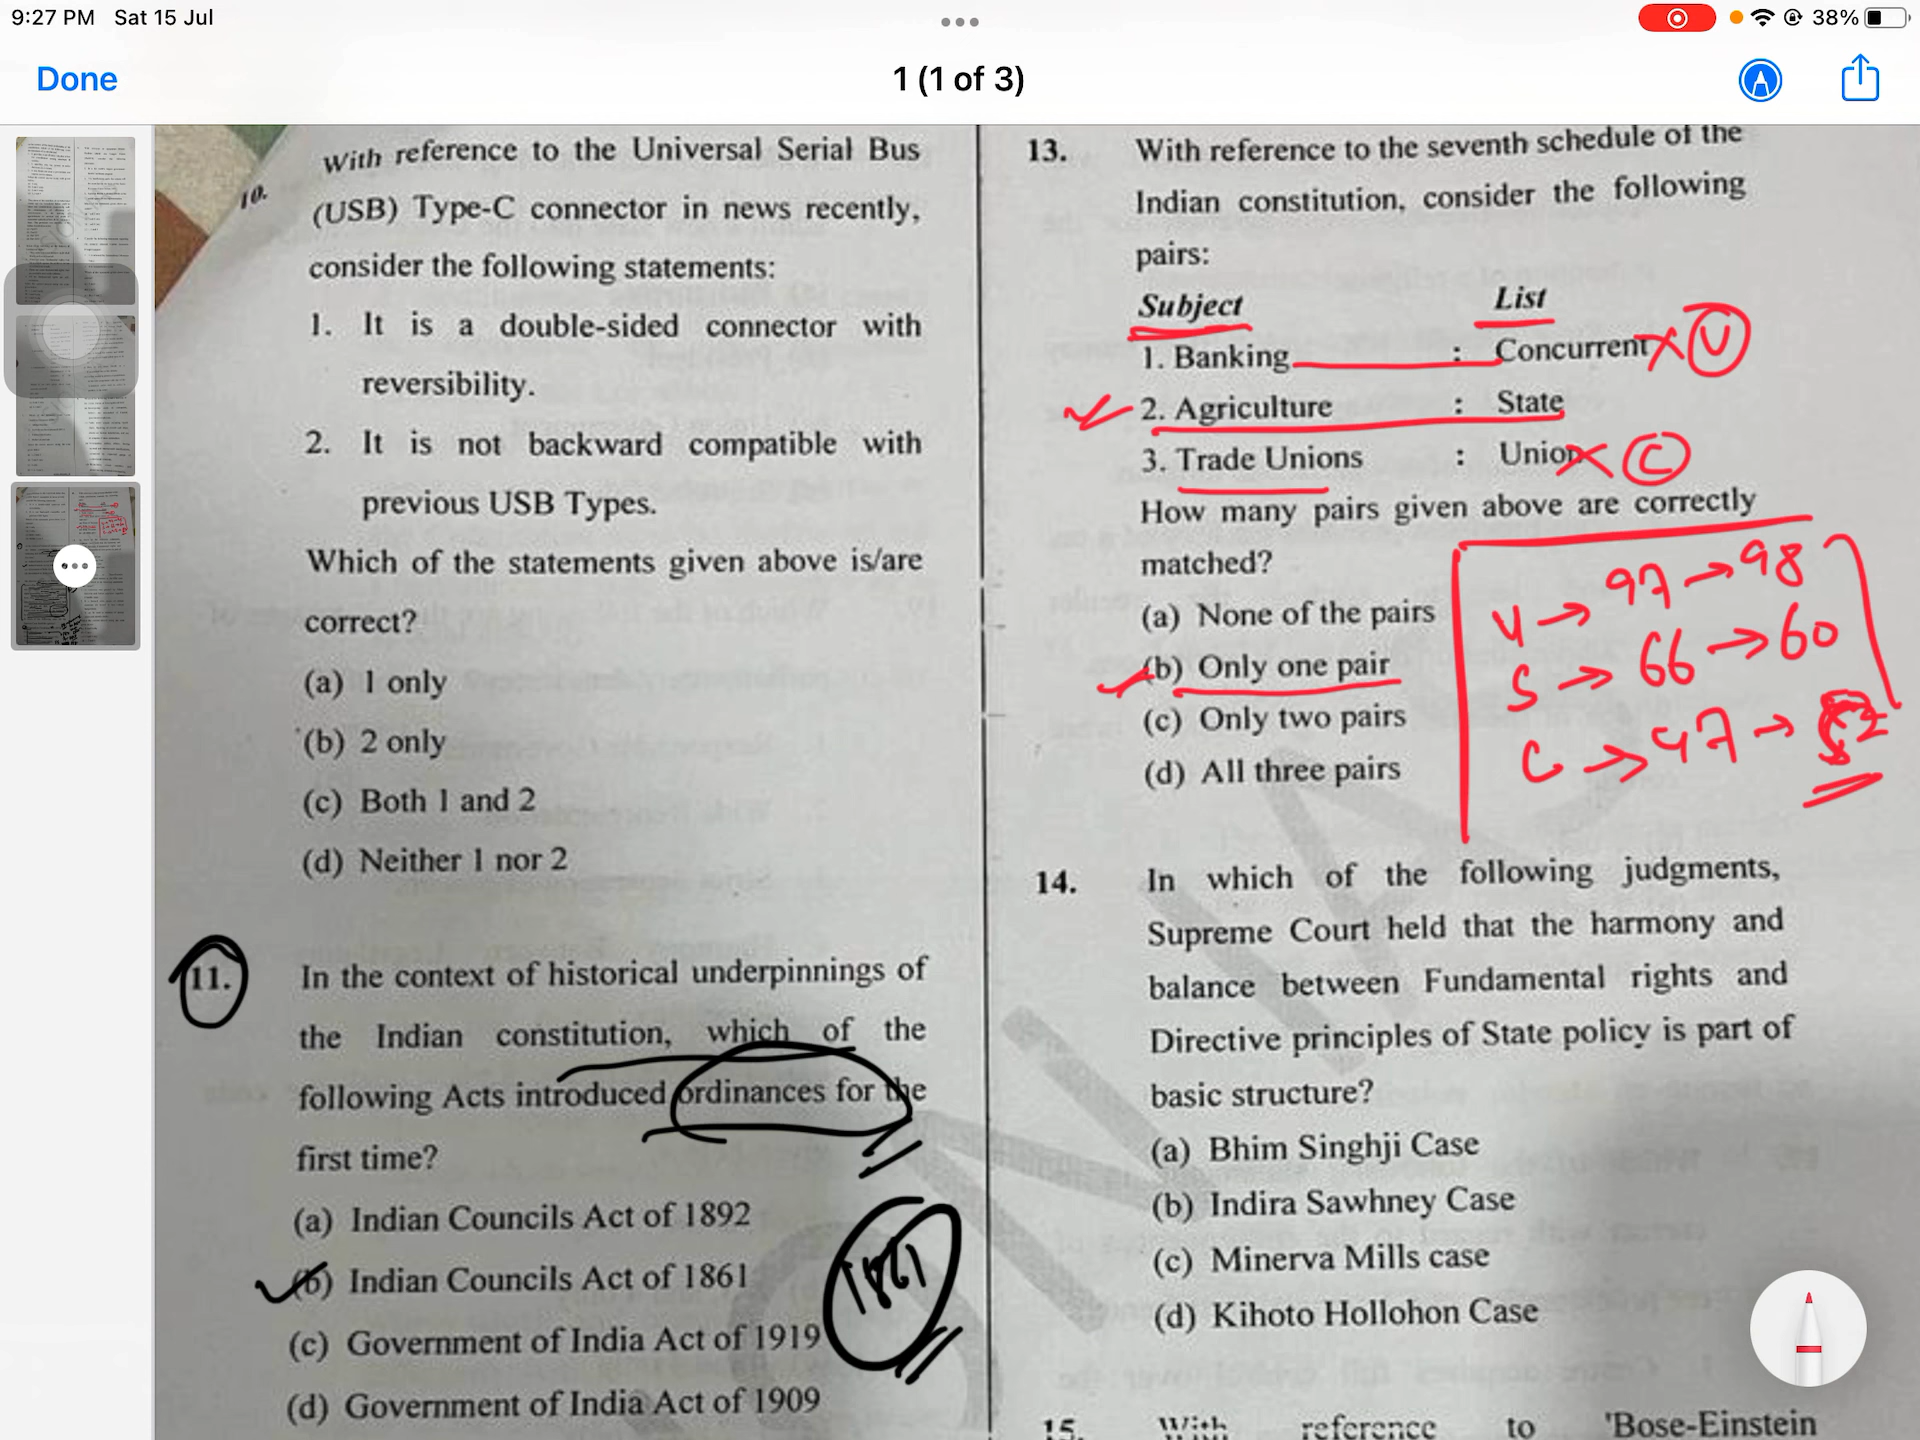 9:27 PM Sat 15 Jul
38%
Done
1 (1 of 3)
10.
With reference to the Universal Serial Bus
(USB) Type-C connector in news recently,
consider the following statements:
1. It is a double-sided connector with
reversibility.
2. It is not backward compatible with
previous USB Types.
Which of the statements given above is/are
correct?
(a) 1 only
(b) 2 only
(c) Both 1 and 2
(d) Neither 1 nor 2
11.
In the context of historical underpinnings of
the Indian constitution, which of the
following Acts introduced ordinances for the
first time?
(a) Indian Councils Act of 1892
(b) Indian Councils Act of 1861
1861
(c) Government of India Act of 1919
(d) Government of India Act of 1909
13.
With reference to the seventh schedule of the
Indian constitution, consider the following
pairs:
Subject List
1. Banking : Concurrent U
2. Agriculture : State
3. Trade Unions : Union C
How many pairs given above are correctly
matched?
(a) None of the pairs
(b) Only one pair
(c) Only two pairs
(d) All three pairs
U → 97 → 98
S → 66 → 60
C → 47 → 52
14.
In which of the following judgments,
Supreme Court held that the harmony and
balance between Fundamental rights and
Directive principles of State policy is part of
basic structure?
(a) Bhim Singhji Case
(b) Indira Sawhney Case
(c) Minerva Mills case
(d) Kihoto Hollohon Case
15. With reference to 'Bose-Einstein